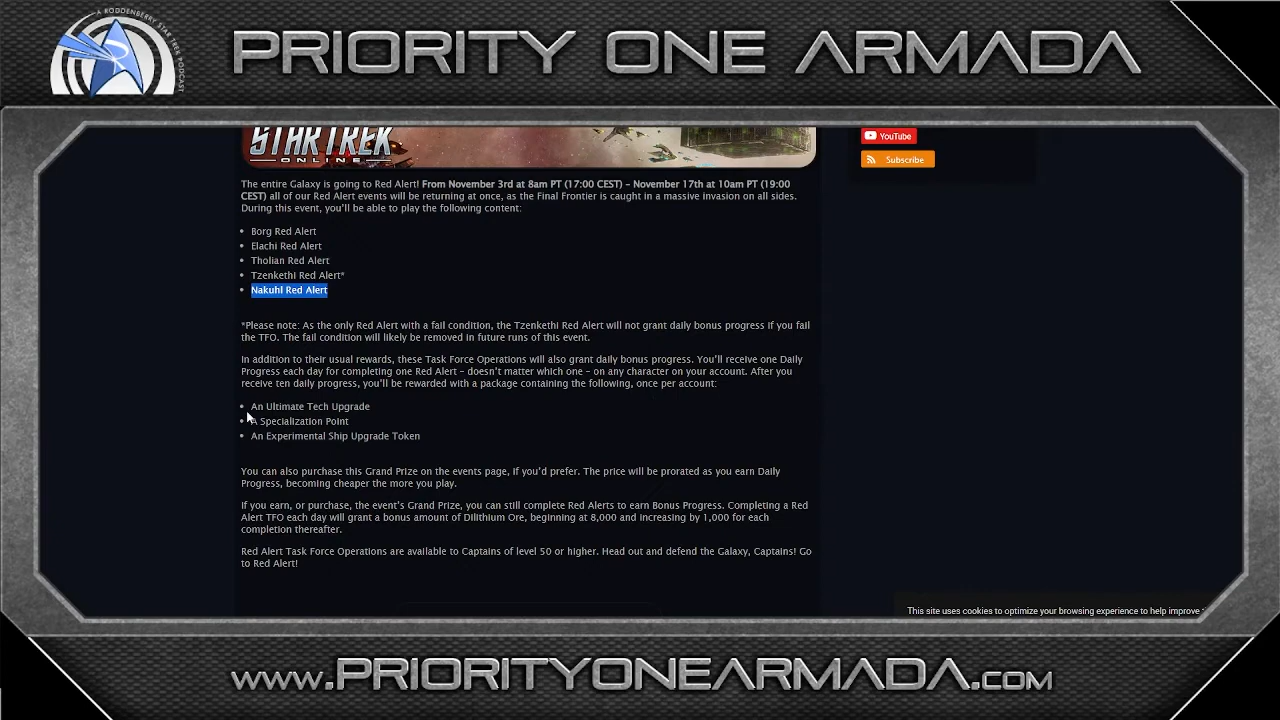 A RODDENBERRY STAR TREK PODCAST
PRIORITY ONE ARMADA
STAR TREK
ONLINE
YouTube
Subscribe
The entire Galaxy is going to Red Alert! From November 3rd at 8am PT (17:00 CEST) – November 17th at 10am PT (19:00
CEST) all of our Red Alert events will be returning at once, as the Final Frontier is caught in a massive invasion on all sides.
During this event, you'll be able to play the following content:
• Borg Red Alert
• Elachi Red Alert
• Tholian Red Alert
• Tzenkethi Red Alert*
• Nakuhl Red Alert
*Please note: As the only Red Alert with a fail condition, the Tzenkethi Red Alert will not grant daily bonus progress if you fail
the TFO. The fail condition will likely be removed in future runs of this event.
In addition to their usual rewards, these Task Force Operations will also grant daily bonus progress. You'll receive one Daily
Progress each day for completing one Red Alert – doesn't matter which one – on any character on your account. After you
receive ten daily progress, you'll be rewarded with a package containing the following, once per account:
• An Ultimate Tech Upgrade
• A Specialization Point
• An Experimental Ship Upgrade Token
You can also purchase this Grand Prize on the events page, if you'd prefer. The price will be prorated as you earn Daily
Progress, becoming cheaper the more you play.
If you earn, or purchase, the event's Grand Prize, you can still complete Red Alerts to earn Bonus Progress. Completing a Red
Alert TFO each day will grant a bonus amount of Dilithium Ore, beginning at 8,000 and increasing by 1,000 for each
completion thereafter.
Red Alert Task Force Operations are available to Captains of level 50 or higher. Head out and defend the Galaxy, Captains! Go
to Red Alert!
This site uses cookies to optimize your browsing experience to help improve
www.PRIORITYONEARMADA.com